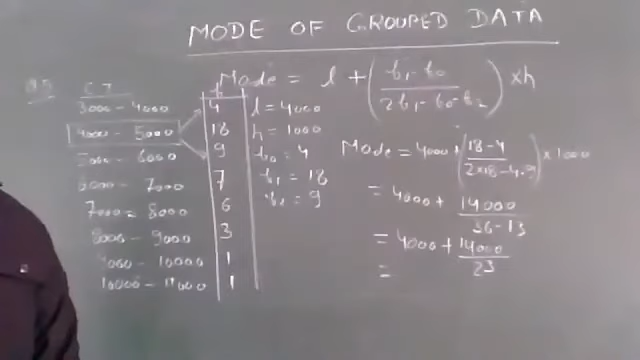 MODE OF GROUPED DATA
C.I f
3000 - 4000 4
4000 - 5000 18
5000 - 6000 9
6000 - 7000 7
7000 - 8000 6
8000 - 9000 3
9000 - 10000 1
10000 - 11000 1
l = 4000
h = 1000
f₀ = 4
f₁ = 18
f₂ = 9
Mode = l + (f₁ - f₀ / 2f₁ - f₀ - f₂) × h
Mode = 4000 + (18 - 4 / 2×18 - 4 - 9) × 1000
= 4000 + 14000 / 36 - 13
= 4000 + 14000 / 23
=